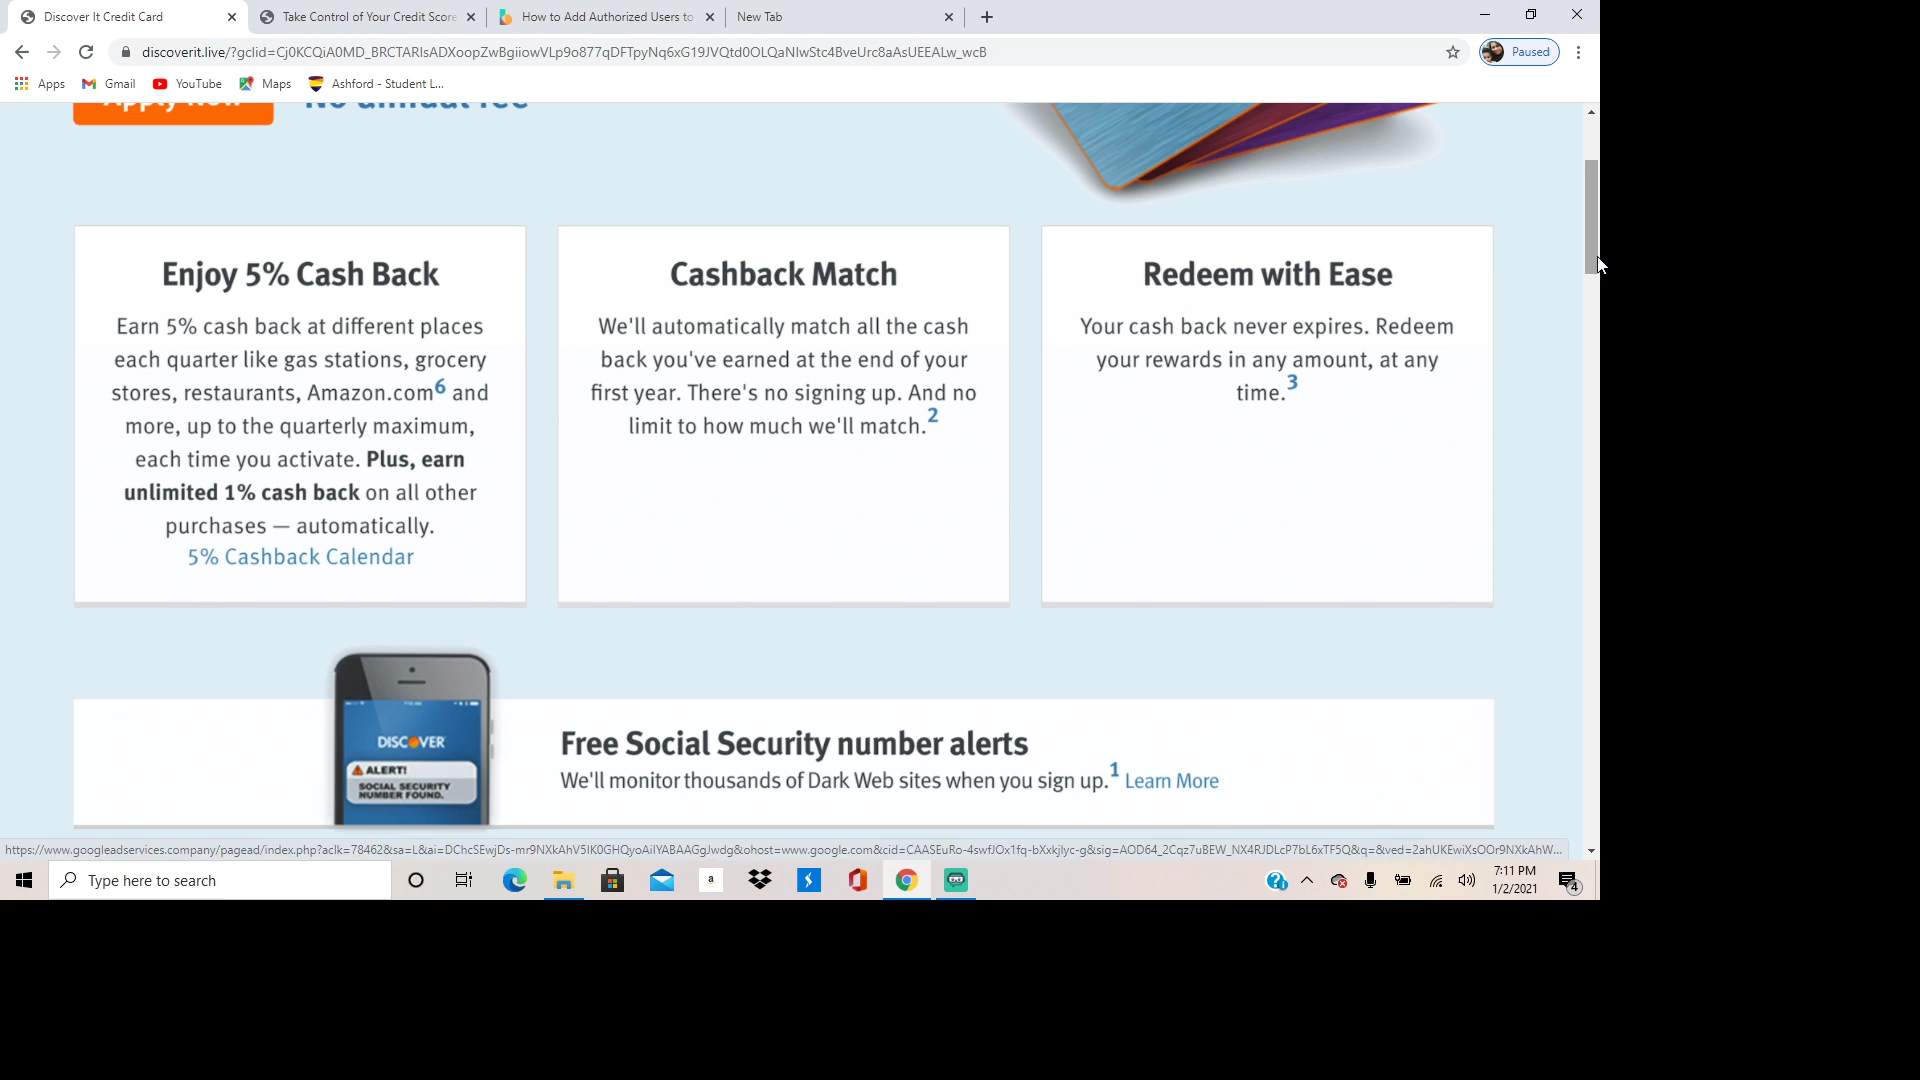 Discover It Credit Card
Take Control of Your Credit Score
How to Add Authorized Users to
New Tab
discoverit.live/?gclid=Cj0KCQiA0MD_BRCTARIsADXoopZwBgiiowVLp9o877qDFTpyNq6xG19JVQtd0OLQaNIwStc4BveUrc8aAsUEEALw_wcB
Paused
Apps
Gmail
YouTube
Maps
Ashford - Student L...
Apply Now
No annual fee
Enjoy 5% Cash Back
Earn 5% cash back at different places
each quarter like gas stations, grocery
stores, restaurants, Amazon.com6 and
more, up to the quarterly maximum,
each time you activate. Plus, earn
unlimited 1% cash back on all other
purchases — automatically.
5% Cashback Calendar
Cashback Match
We'll automatically match all the cash
back you've earned at the end of your
first year. There's no signing up. And no
limit to how much we'll match.2
Redeem with Ease
Your cash back never expires. Redeem
your rewards in any amount, at any
time.3
DISCOVER
ALERT!
SOCIAL SECURITY
NUMBER FOUND.
Free Social Security number alerts
We'll monitor thousands of Dark Web sites when you sign up.1 Learn More
https://www.googleadservices.company/pagead/index.php?aclk=78462&sa=L&ai=DChcSEwjDs-mr9NXkAhV5IK0GHQyoAiIYABAAGgJwdg&ohost=www.google.com&cid=CAASEuRo-4swfJOx1fq-bXxkjlyc-g&sig=AOD64_2Cqz7uBEW_NX4RJDLcP7bL6xTF5Q&q=&ved=2ahUKEwiXsOOr9NXkAhW...
Type here to search
a
7:11 PM
1/2/2021
4